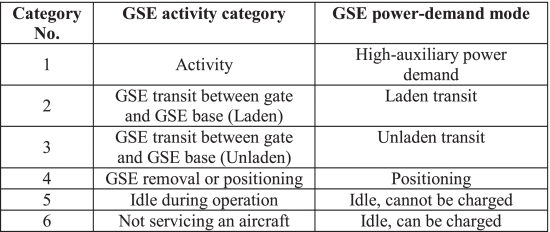 Category No. GSE activity category GSE power-demand mode
1 Activity High-auxiliary power demand
2 GSE transit between gate and GSE base (Laden) Laden transit
3 GSE transit between gate and GSE base (Unladen) Unladen transit
4 GSE removal or positioning Positioning
5 Idle during operation Idle, cannot be charged
6 Not servicing an aircraft Idle, can be charged